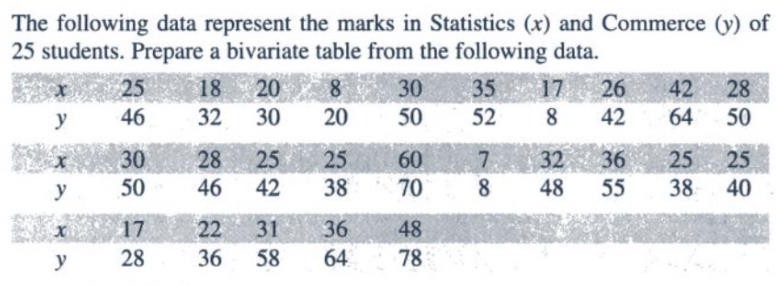 The following data represent the marks in Statistics (x) and Commerce (y) of
25 students. Prepare a bivariate table from the following data.
x 25 18 20 8 30 35 17 26 42 28
y 46 32 30 20 50 52 8 42 64 50
x 30 28 25 25 60 7 32 36 25 25
y 50 46 42 38 70 8 48 55 38 40
x 17 22 31 36 48
y 28 36 58 64 78